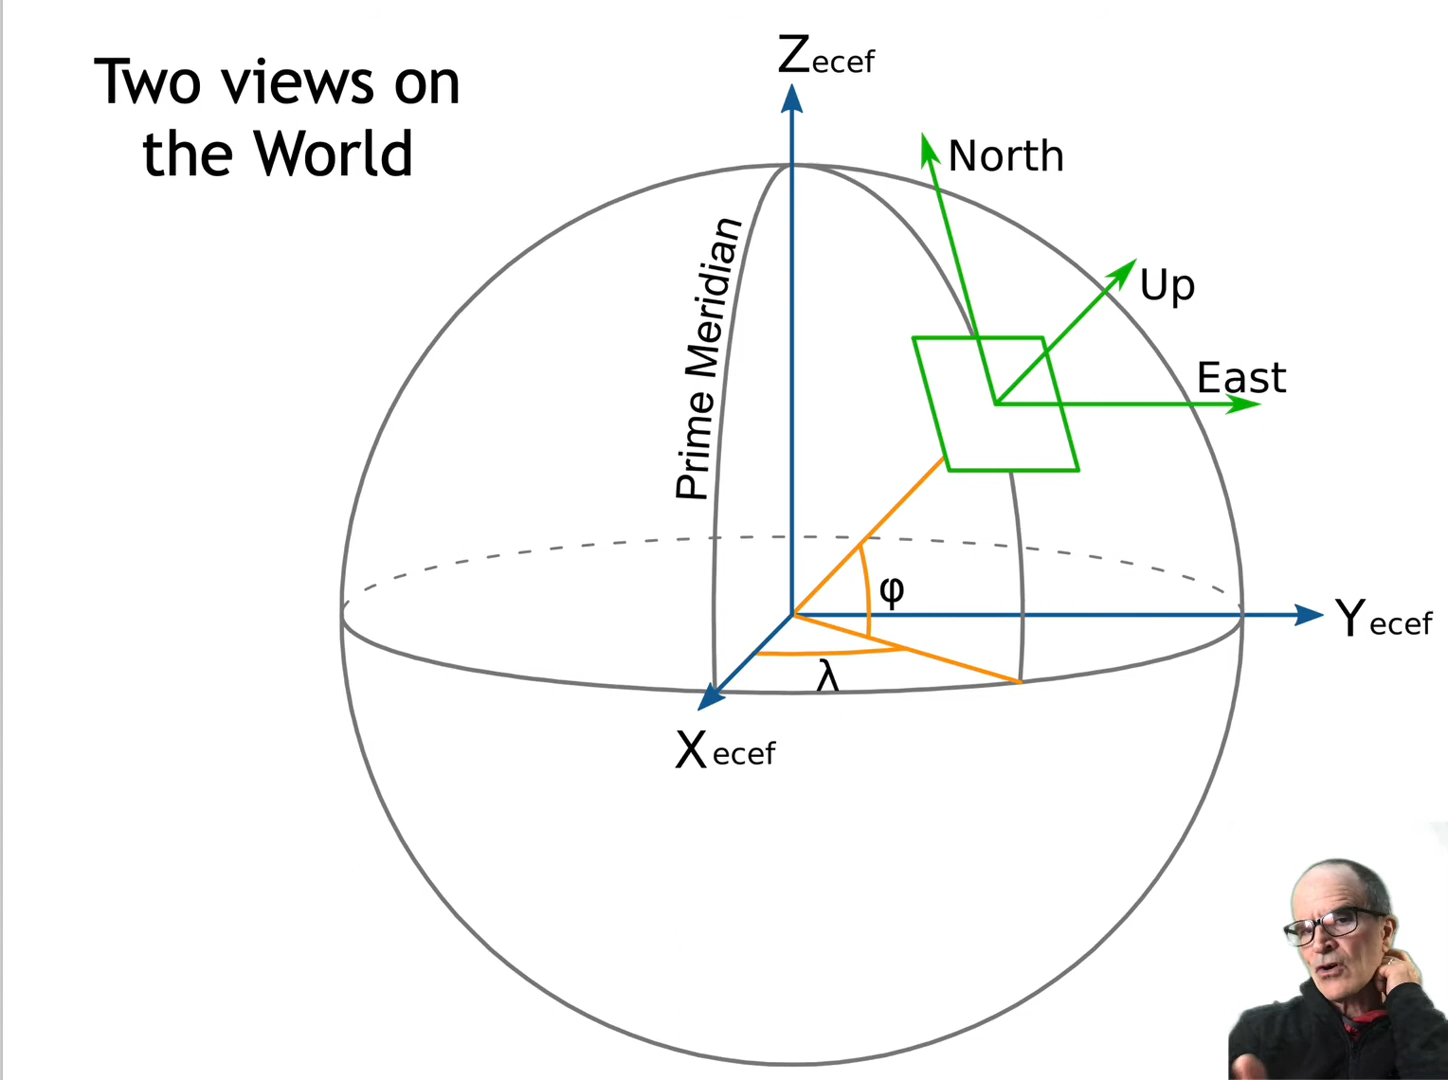 Two views on
the World
Zecef
North
Up
East
Prime Meridian
φ
Yecef
λ
Xecef